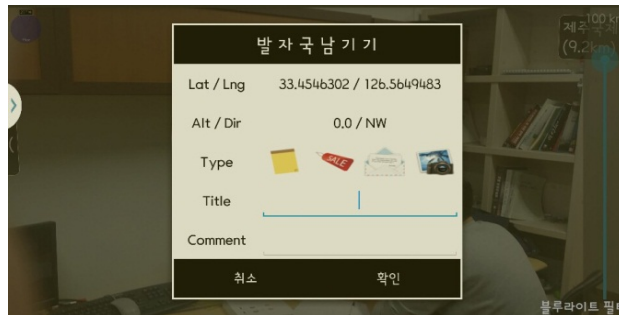 발자국남기기
Lat / Lng 33.4546302 / 126.5649483
Alt / Dir 0.0 / NW
Type SALE
Title
Comment
취소 확인
100 km
제주국제
(9.2km)
블루라이트 필터